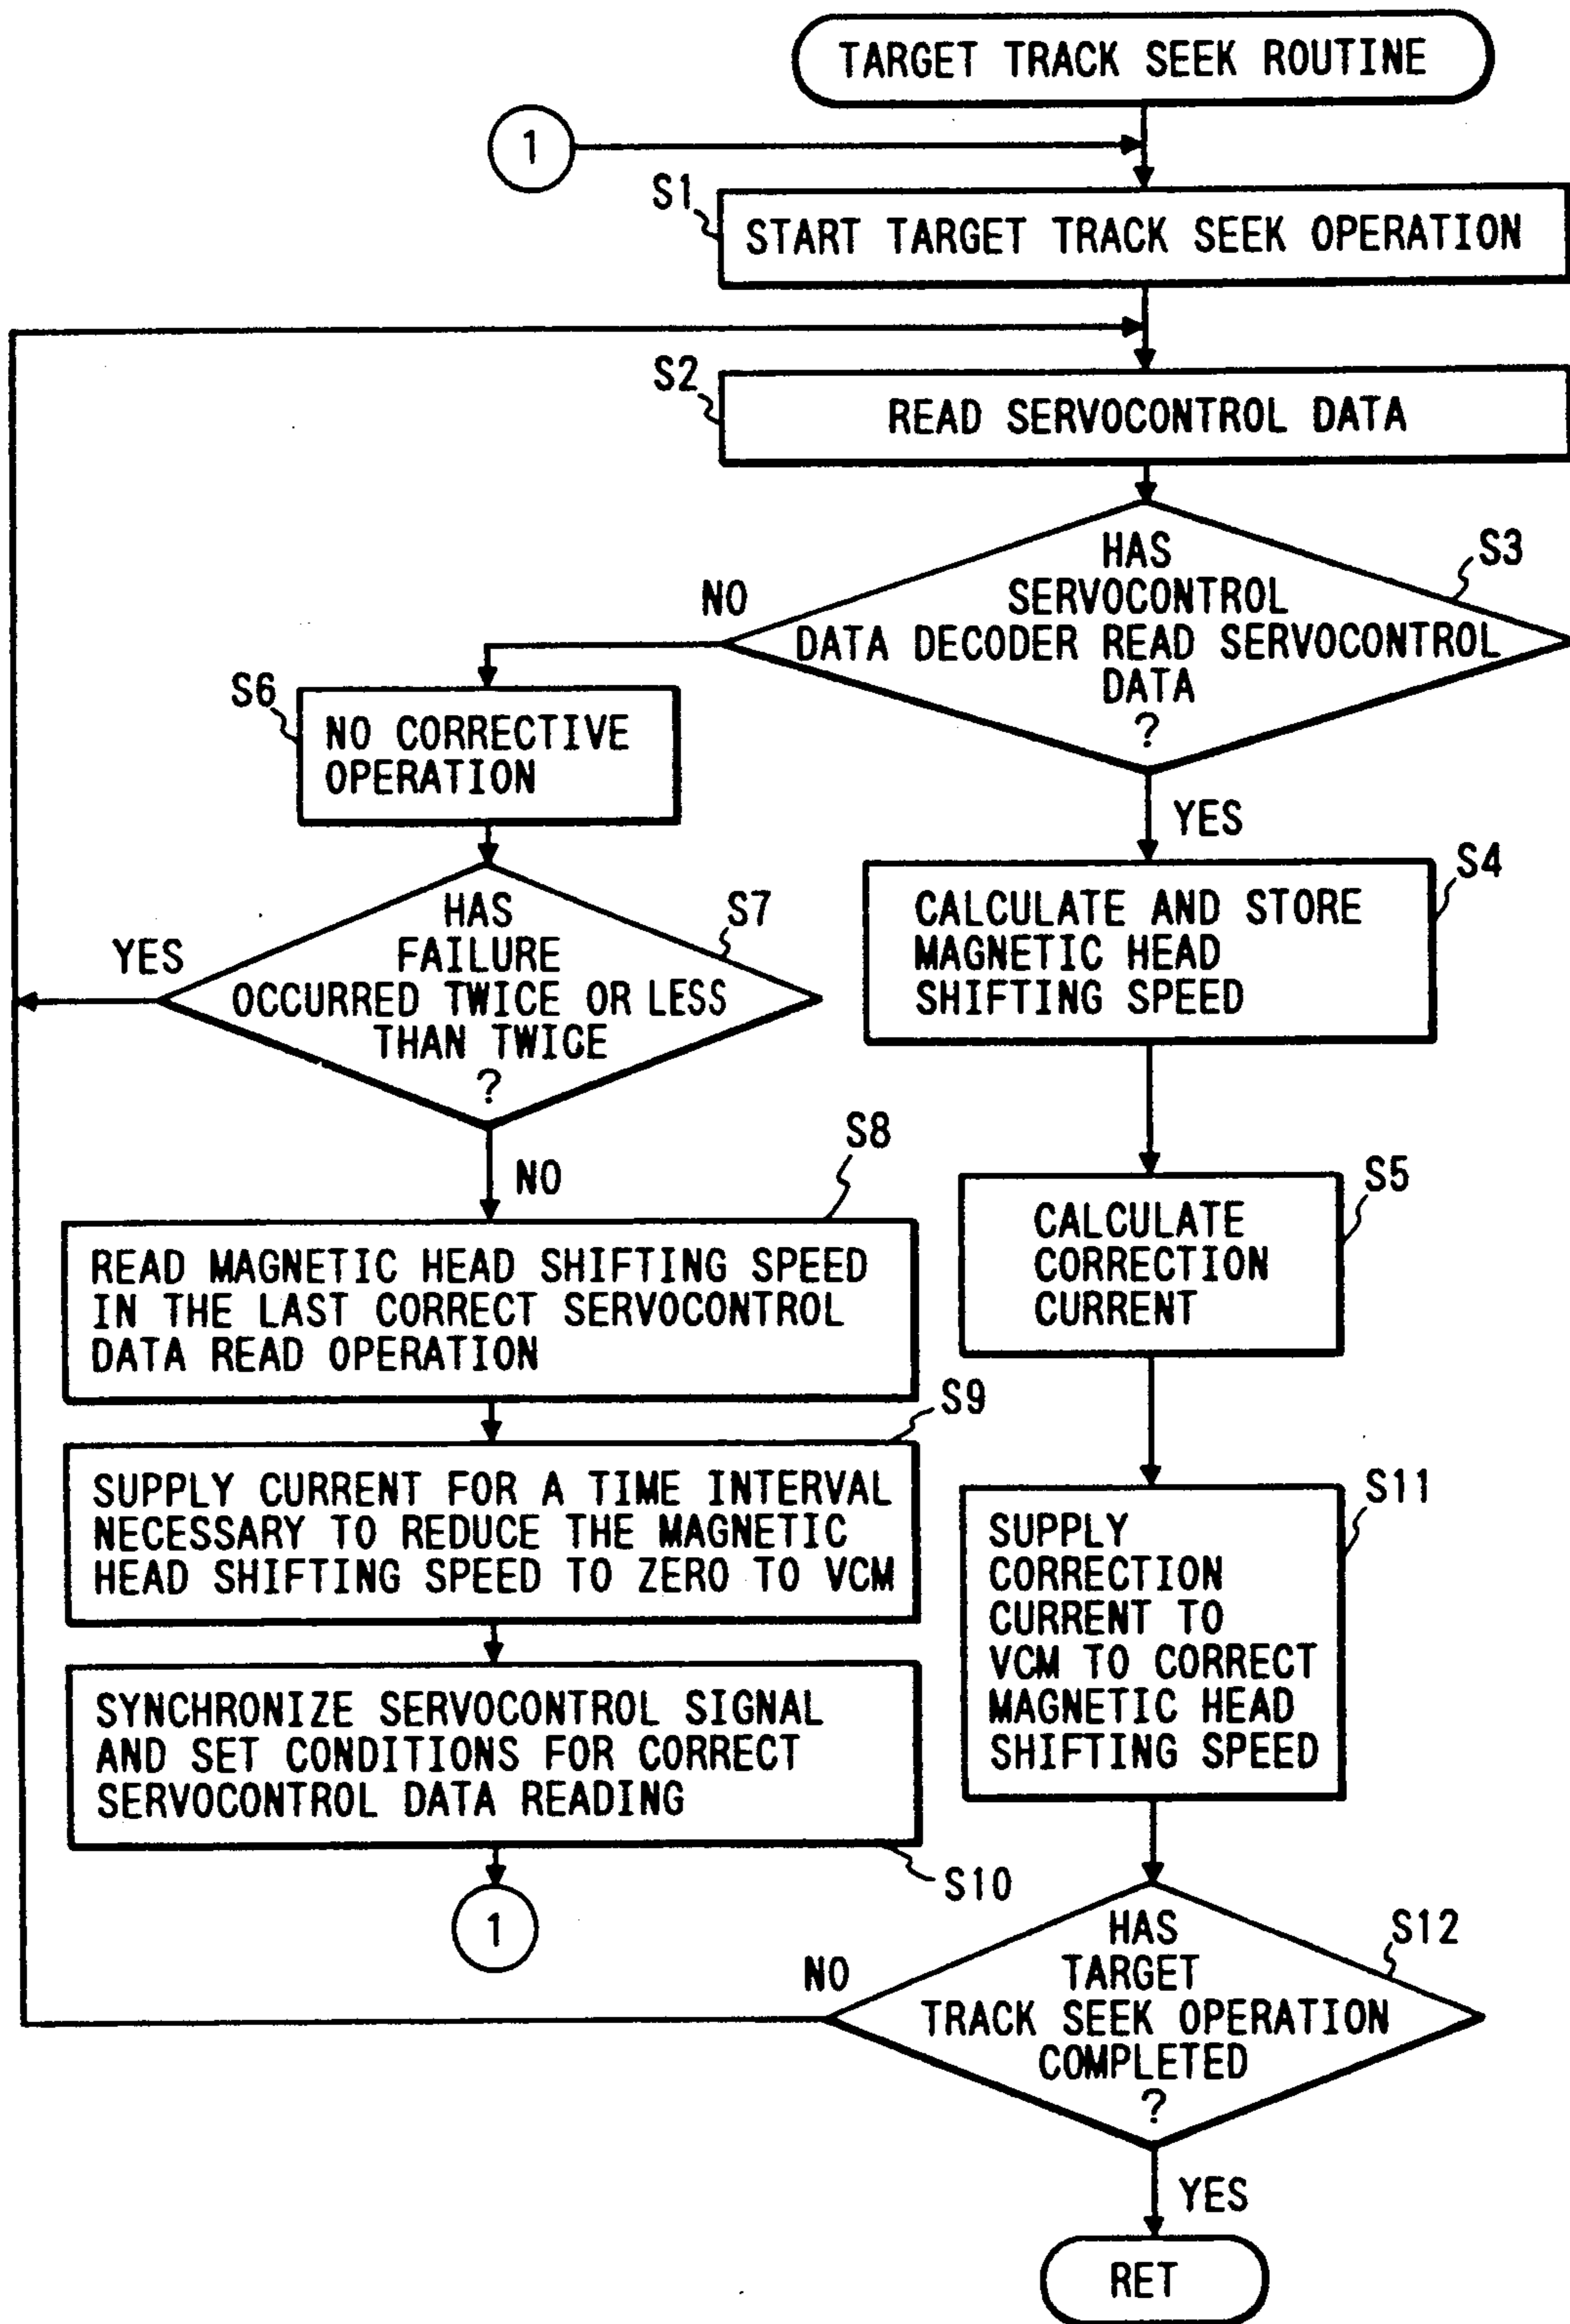 TARGET TRACK SEEK ROUTINE
1
S1
START TARGET TRACK SEEK OPERATION
S2
READ SERVOCONTROL DATA
S3
HAS
SERVOCONTROL
DATA DECODER READ SERVOCONTROL
DATA
?
NO
YES
S6
NO CORRECTIVE
OPERATION
S4
CALCULATE AND STORE
MAGNETIC HEAD
SHIFTING SPEED
S7
HAS
FAILURE
OCCURRED TWICE OR LESS
THAN TWICE
?
YES
NO
S5
CALCULATE
CORRECTION
CURRENT
S8
READ MAGNETIC HEAD SHIFTING SPEED
IN THE LAST CORRECT SERVOCONTROL
DATA READ OPERATION
S9
SUPPLY CURRENT FOR A TIME INTERVAL
NECESSARY TO REDUCE THE MAGNETIC
HEAD SHIFTING SPEED TO ZERO TO VCM
S11
SUPPLY
CORRECTION
CURRENT TO
VCM TO CORRECT
MAGNETIC HEAD
SHIFTING SPEED
SYNCHRONIZE SERVOCONTROL SIGNAL
AND SET CONDITIONS FOR CORRECT
SERVOCONTROL DATA READING
S10
1
S12
HAS
TARGET
TRACK SEEK OPERATION
COMPLETED
?
NO
YES
RET